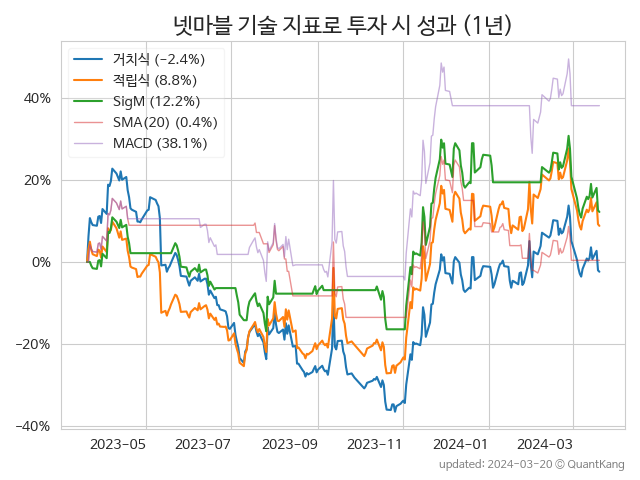 넷마블 기술 지표로 투자 시 성과 (1년)
거치식 (−2.4%)
적립식 (8.8%)
SigM (12.2%)
SMA(20) (0.4%)
MACD (38.1%)
40%
20%
0%
−20%
−40%
2023−05 2023−07 2023−09 2023−11 2024−01 2024−03
updated: 2024−03−20 © QuantKang